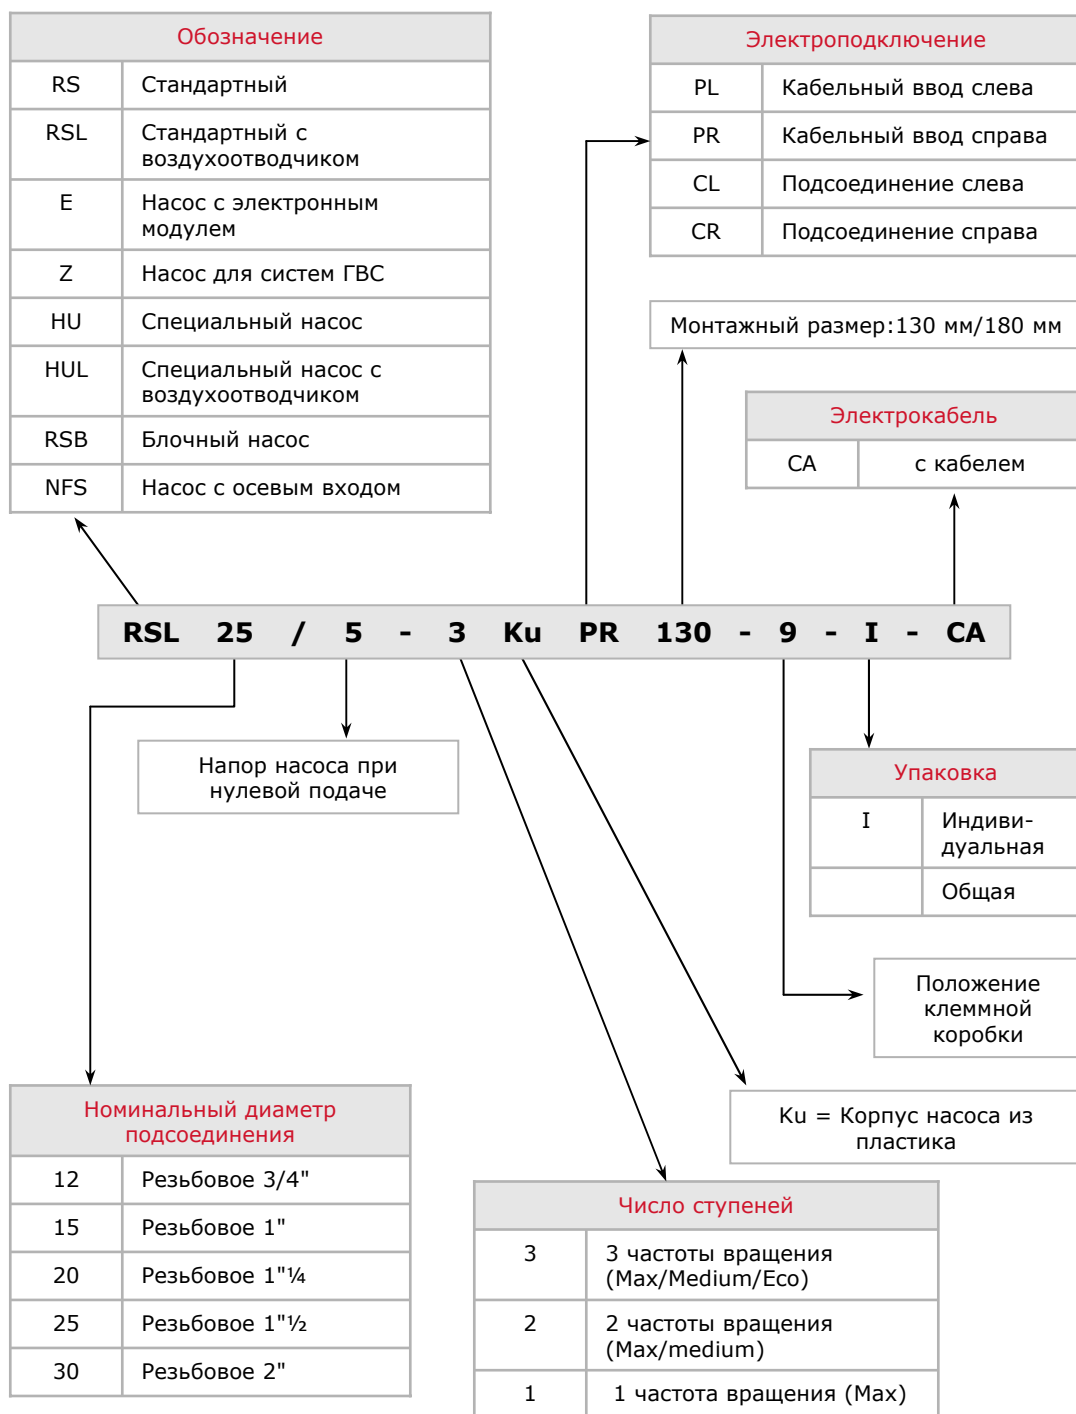 Обозначение
RS Стандартный
RSL Стандартный с
воздухоотводчиком
E Насос с электронным
модулем
Z Насос для систем ГВС
HU Специальный насос
HUL Специальный насос с
воздухоотводчиком
RSB Блочный насос
NFS Насос с осевым входом
Электроподключение
PL Кабельный ввод слева
PR Кабельный ввод справа
CL Подсоединение слева
CR Подсоединение справа
Монтажный размер:130 мм/180 мм
Электрокабель
CA с кабелем
RSL 25 / 5 - 3 Ku PR 130 - 9 - I - CA
Напор насоса при
нулевой подаче
Упаковка
I Индиви-
дуальная
Общая
Положение
клеммной
коробки
Ku = Корпус насоса из
пластика
Номинальный диаметр
подсоединения
12 Резьбовое 3/4"
15 Резьбовое 1"
20 Резьбовое 1"¼
25 Резьбовое 1"½
30 Резьбовое 2"
Число ступеней
3 3 частоты вращения
(Max/Medium/Eco)
2 2 частоты вращения
(Max/medium)
1 1 частота вращения (Max)